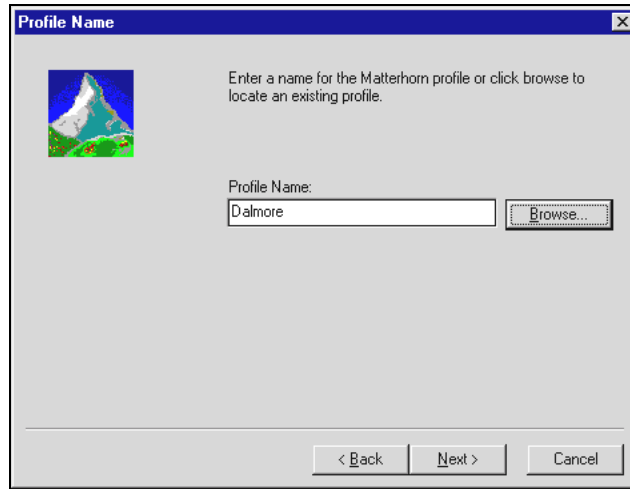 Profile Name
Enter a name for the Matterhorn profile or click browse to
locate an existing profile.
Profile Name:
Dalmore
Browse...
< Back
Next >
Cancel